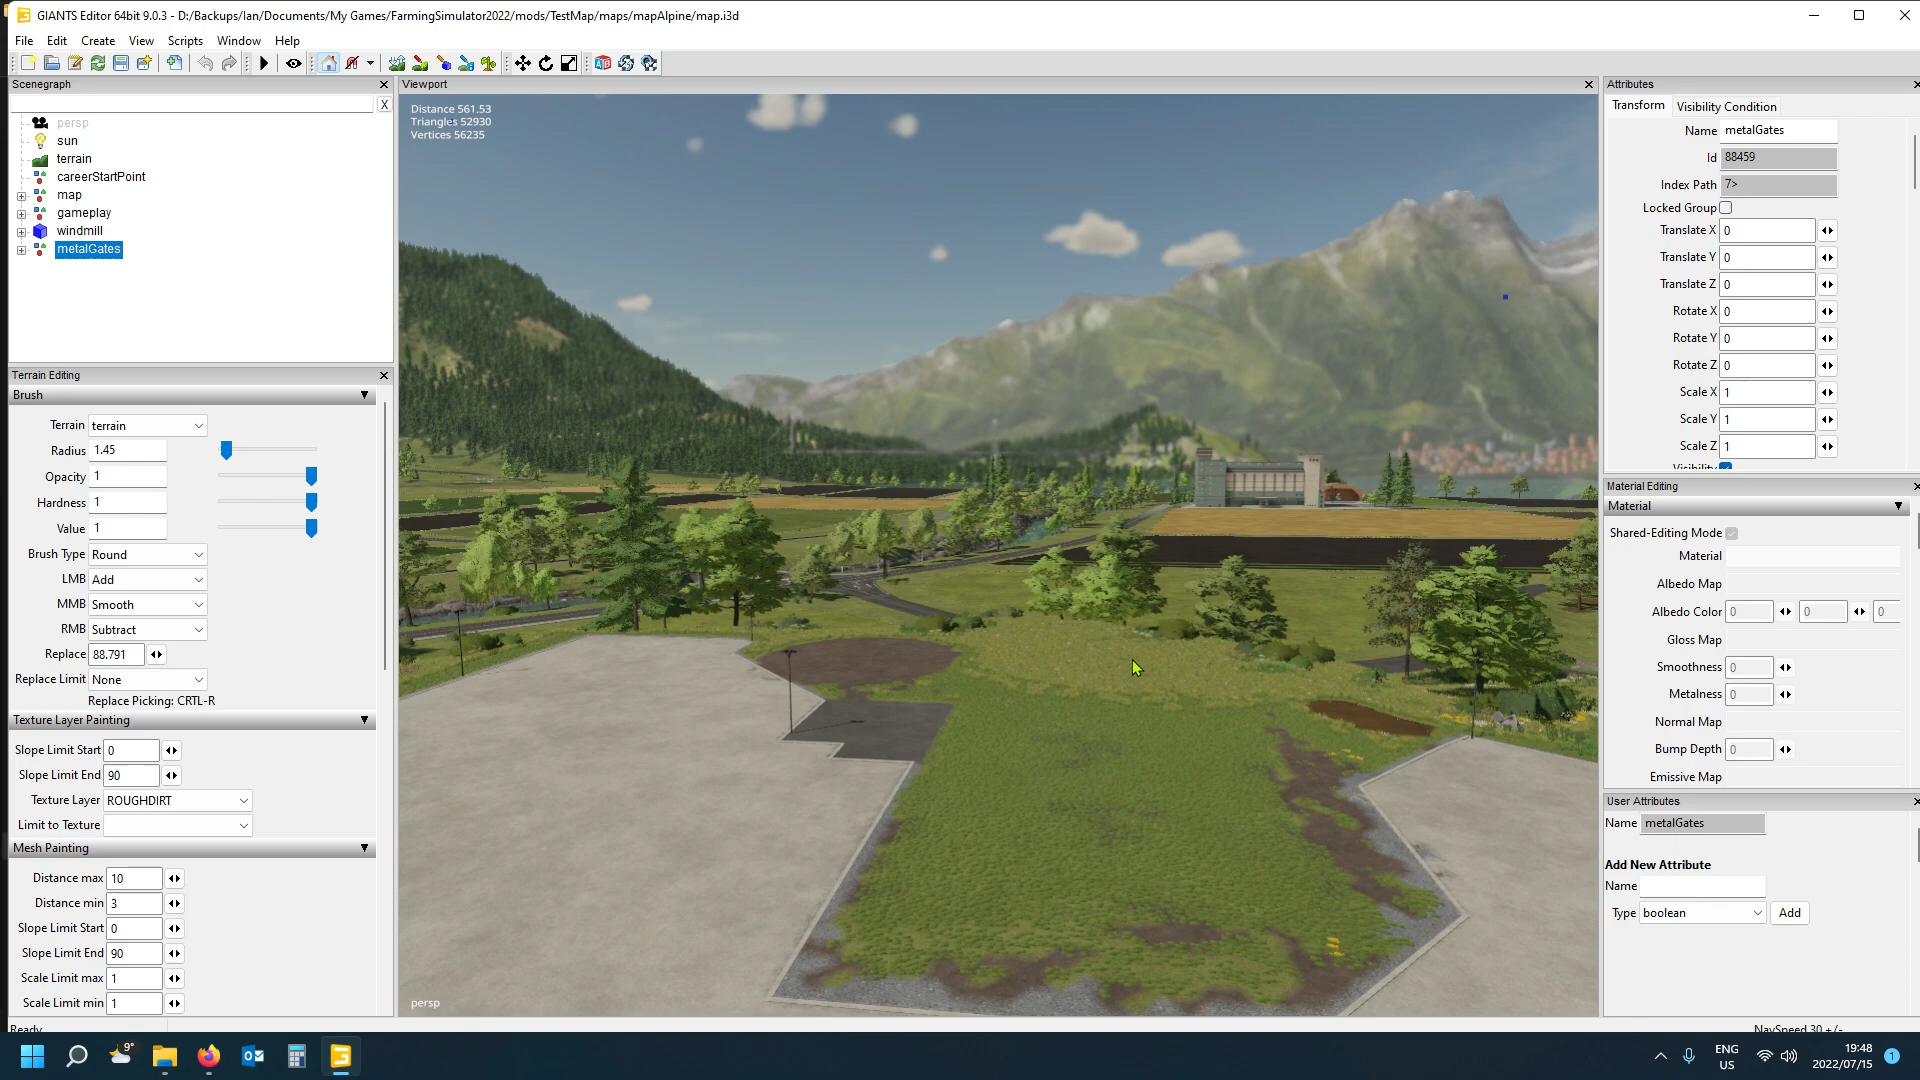 GIANTS Editor 64bit 9.0.3 - D:/Backups/Ian/Documents/My Games/FarmingSimulator2022/mods/TestMap/maps/mapAlpine/map.i3d
File Edit Create View Scripts Window Help
Scenegraph
X
persp
sun
terrain
careerStartPoint
map
gameplay
windmill
metalGates
Terrain Editing
Brush
Terrain terrain
Radius 1.45
Opacity 1
Hardness 1
Value 1
Brush Type Round
LMB Add
MMB Smooth
RMB Subtract
Replace 88.791
Replace Limit None
Replace Picking: CRTL-R
Texture Layer Painting
Slope Limit Start 0
Slope Limit End 90
Texture Layer ROUGHDIRT
Limit to Texture
Mesh Painting
Distance max 10
Distance min 3
Slope Limit Start 0
Slope Limit End 90
Scale Limit max 1
Scale Limit min 1
Ready
Viewport
Distance 561.53
Triangles 52930
Vertices 56235
persp
Attributes
Transform Visibility Condition
Name metalGates
Id 88459
Index Path 7>
Locked Group
Translate X 0
Translate Y 0
Translate Z 0
Rotate X 0
Rotate Y 0
Rotate Z 0
Scale X 1
Scale Y 1
Scale Z 1
Visibility
Material Editing
Material
Shared-Editing Mode
Material
Albedo Map
Albedo Color 0 0 0
Gloss Map
Smoothness 0
Metalness 0
Normal Map
Bump Depth 0
Emissive Map
User Attributes
Name metalGates
Add New Attribute
Name
Type boolean Add
NavSpeed 30 +/-
9°
ENG
US
19:48
2022/07/15
1